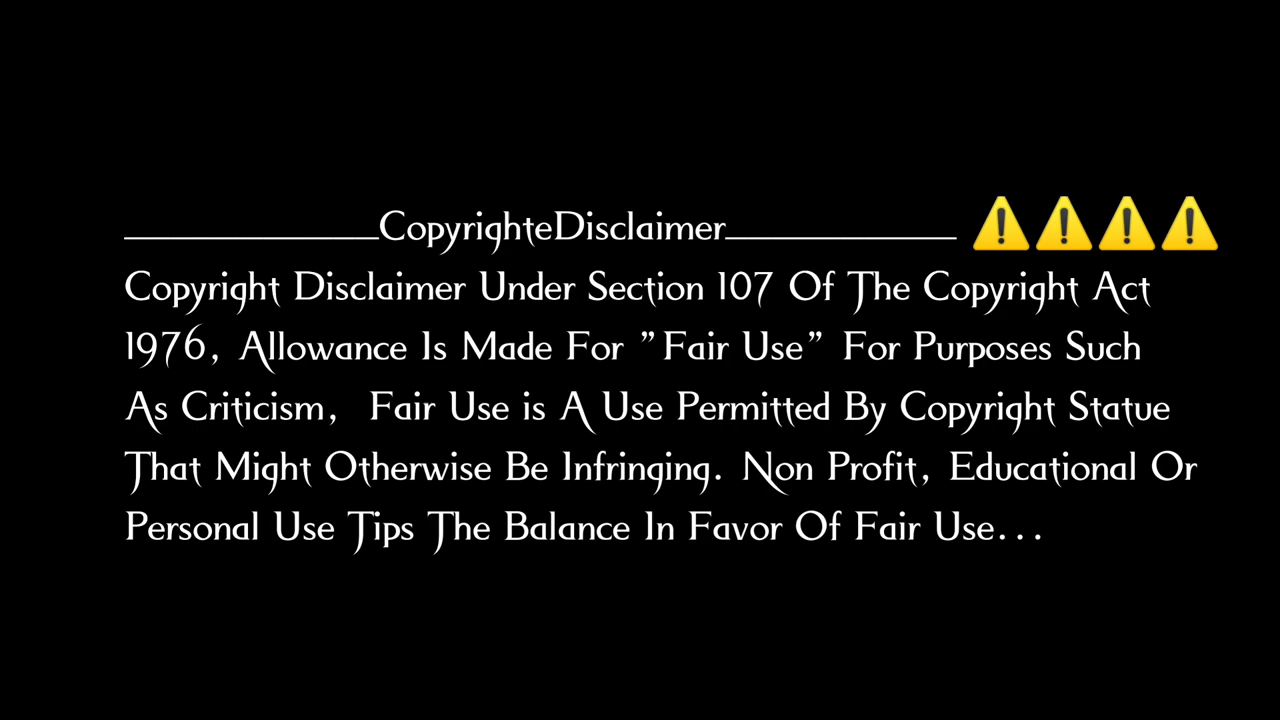 ___________CopyrighteDisclaimer__________ ⚠️⚠️⚠️⚠️
Copyright Disclaimer Under Section 107 Of The Copyright Act
1976, Allowance Is Made For "Fair Use" For Purposes Such
As Criticism,  Fair Use is A Use Permitted By Copyright Statue
That Might Otherwise Be Infringing. Non Profit, Educational Or
Personal Use Tips The Balance In Favor Of Fair Use...